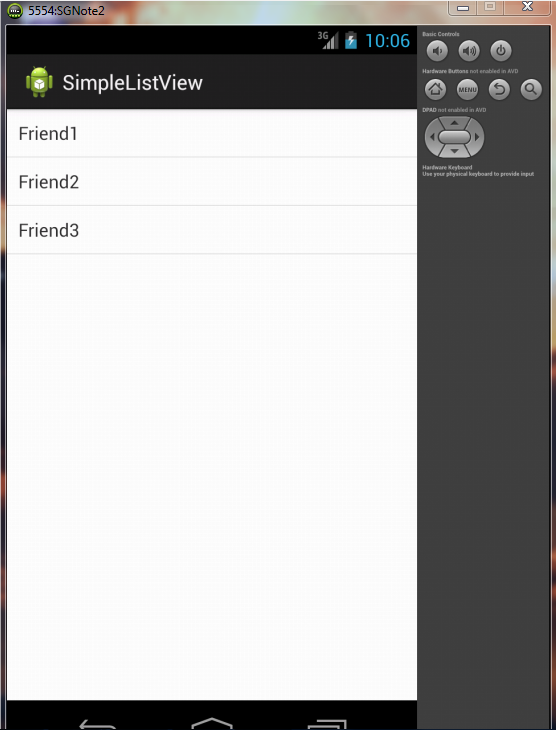 5554:SGNote2
3G 10:06
SimpleListView
Friend1
Friend2
Friend3
Basic Controls
Hardware Buttons not enabled in AVD
MENU
DPAD not enabled in AVD
Hardware Keyboard
Use your physical keyboard to provide input